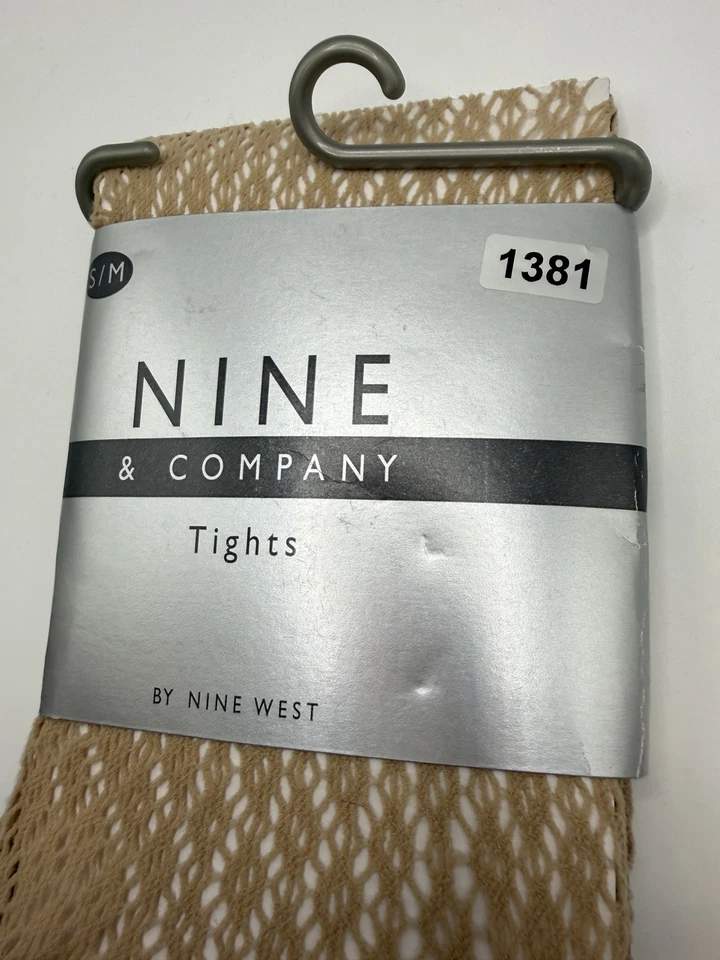 S/M
1381
NINE
& COMPANY
Tights
BY NINE WEST